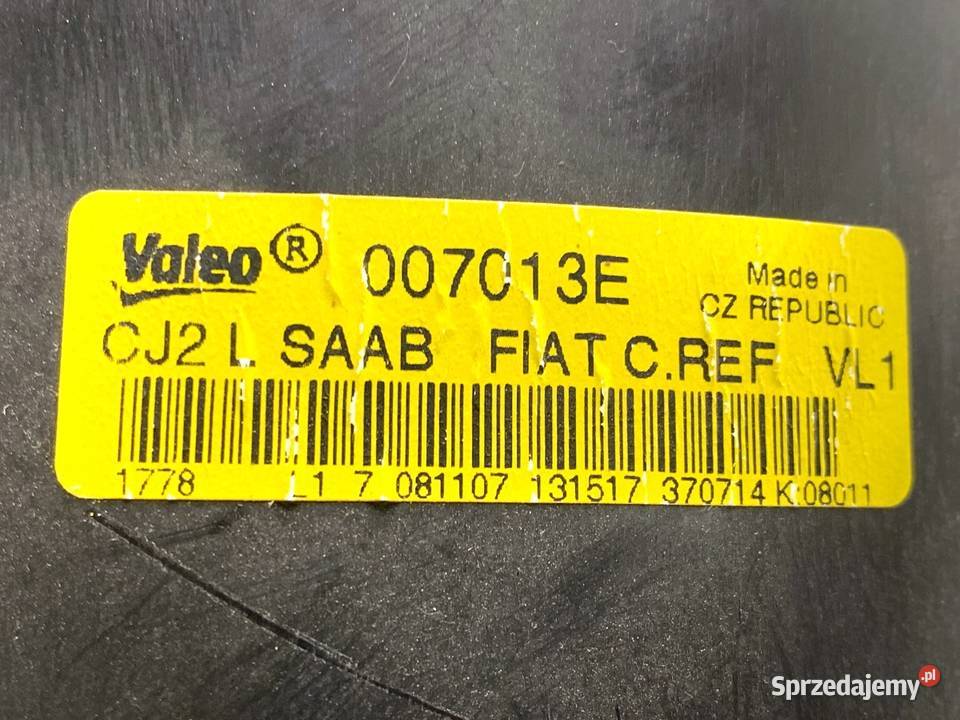 Valeo® 007013E Made in
CZ REPUBLIC
CJ2 L SAAB FIAT C.REF VL1
1778 L1 7 081107 131517 370714 K:08011
Sprzedajemy.pl